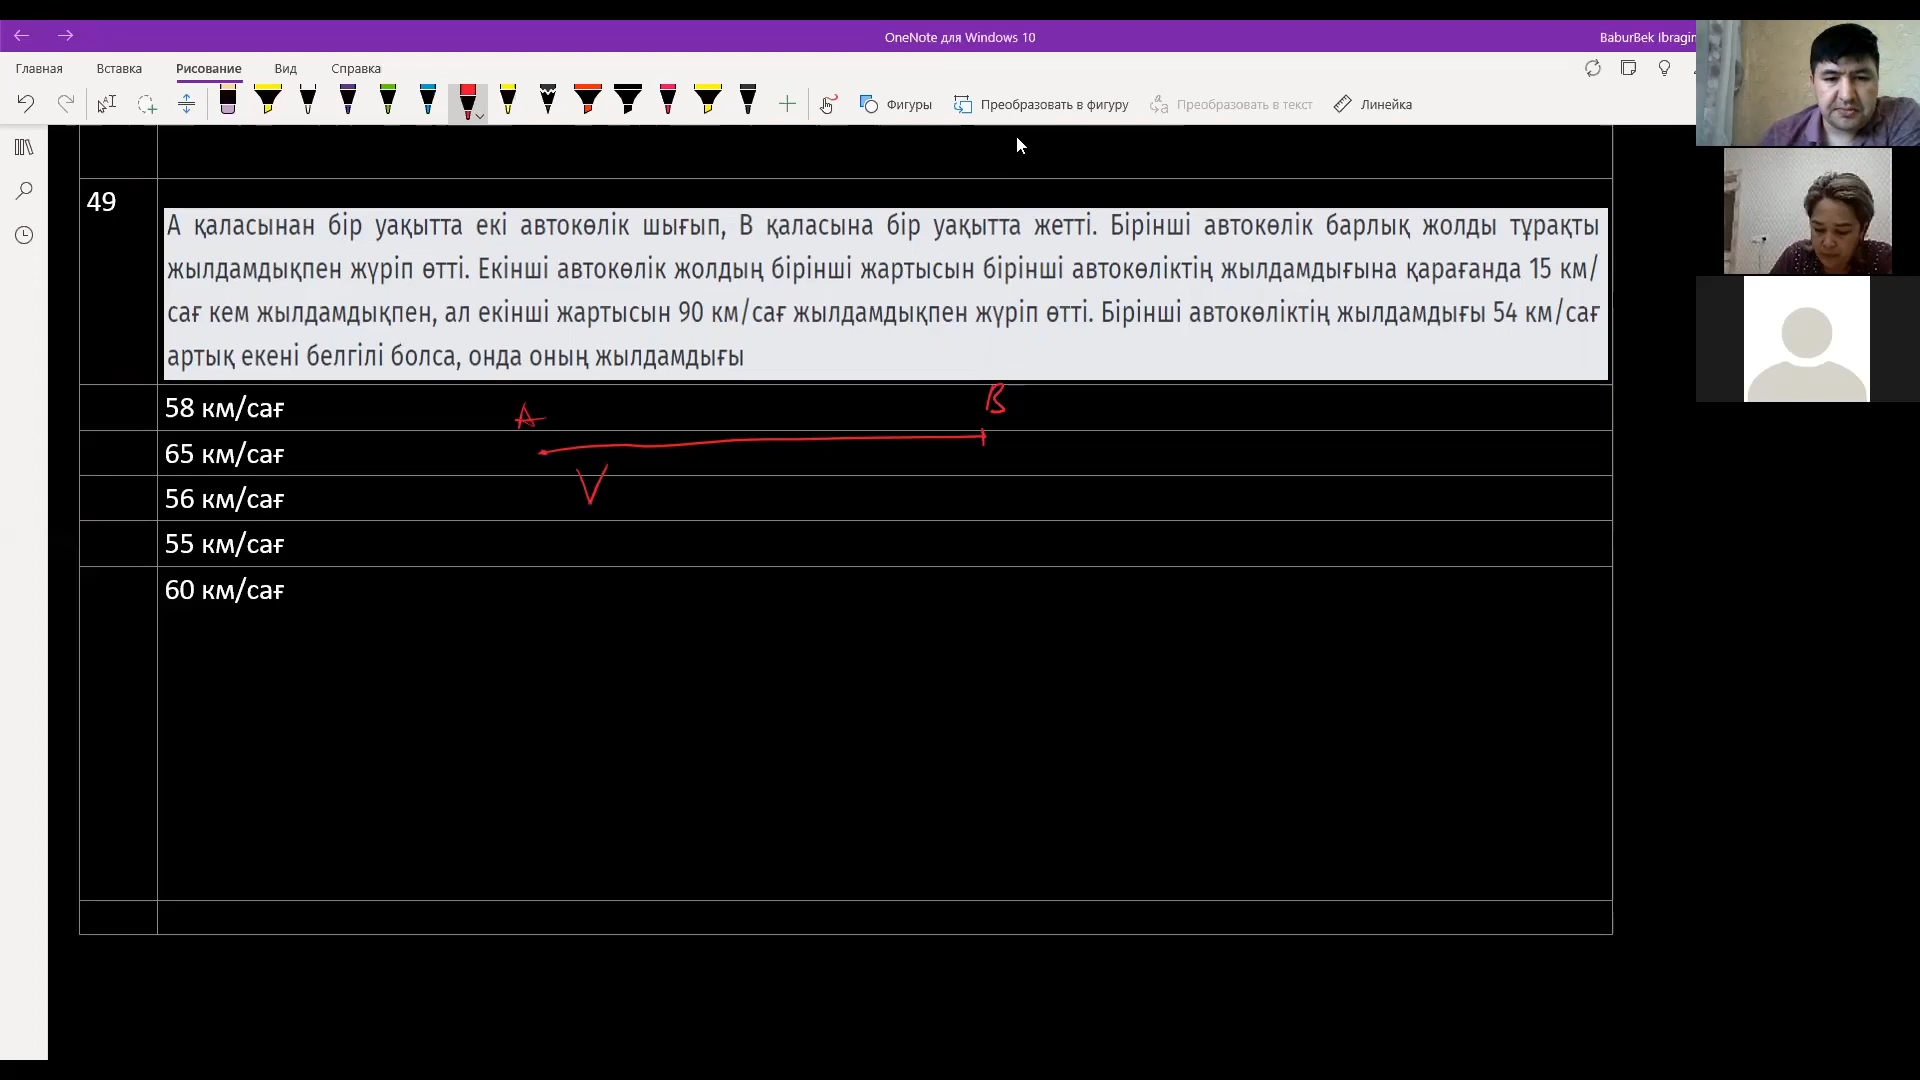 OneNote для Windows 10
BaburBek Ibragin
Главная Вставка Рисование Вид Справка
Фигуры Преобразовать в фигуру Преобразовать в текст Линейка
49
А қаласынан бір уақытта екі автокөлік шығып, В қаласына бір уақытта жетті. Бірінші автокөлік барлық жолды тұрақты
жылдамдықпен жүріп өтті. Екінші автокөлік жолдың бірінші жартысын бірінші автокөліктің жылдамдығына қарағанда 15 км/
сағ кем жылдамдықпен, ал екінші жартысын 90 км/сағ жылдамдықпен жүріп өтті. Бірінші автокөліктің жылдамдығы 54 км/сағ
артық екені белгілі болса, онда оның жылдамдығы
58 км/сағ
A B
65 км/сағ
V
56 км/сағ
55 км/сағ
60 км/сағ